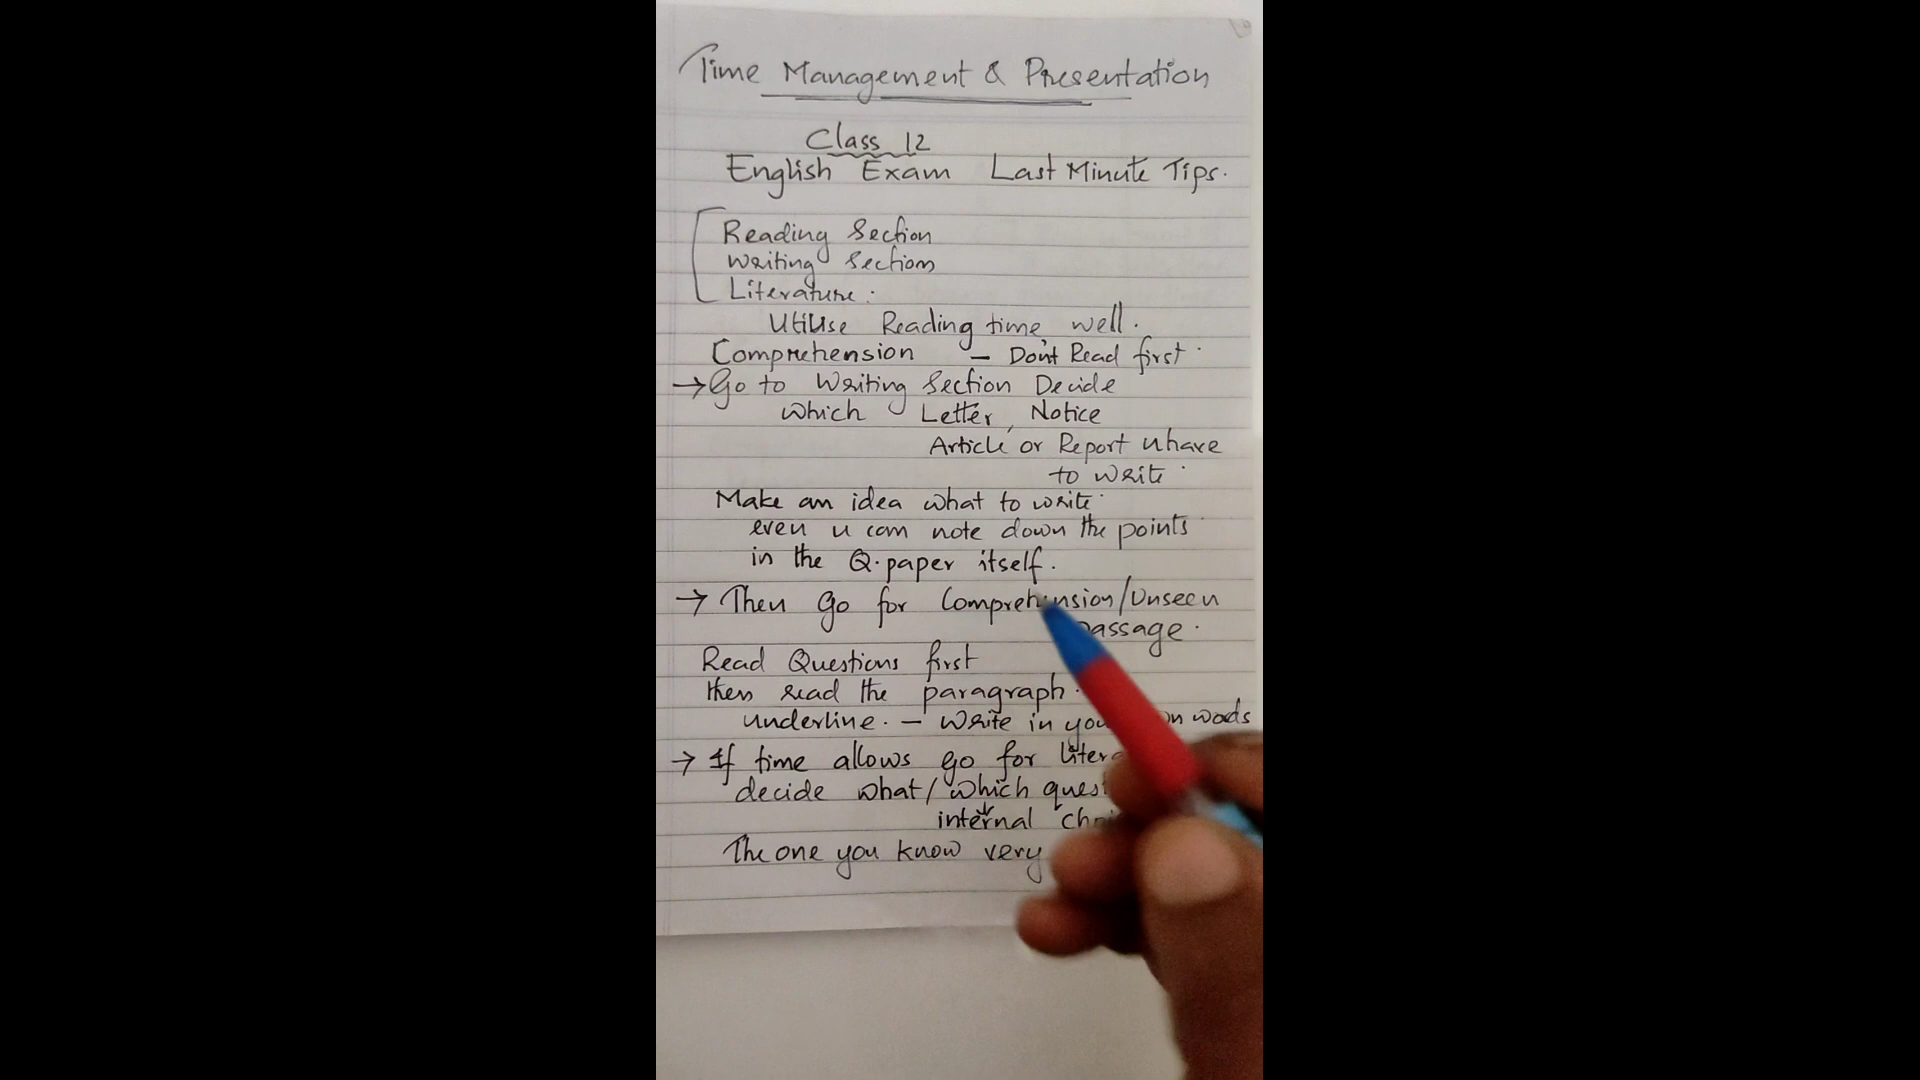 Time Management & Presentation
Class 12
English Exam Last Minute Tips.
Reading Section
Writing Section
Literature.
Utilise Reading time well.
Comprehension - Don't Read first.
→ Go to Writing Section Decide
which Letter, Notice
Article or Report u have
to write.
Make an idea what to write.
even u can note down the points
in the Q.paper itself.
→ Then go for Comprehension/Unseen
passage.
Read Questions first
then read the paragraph.
underline. - Write in words
→ If time allows go for
decide what/which
internal
The one you know very